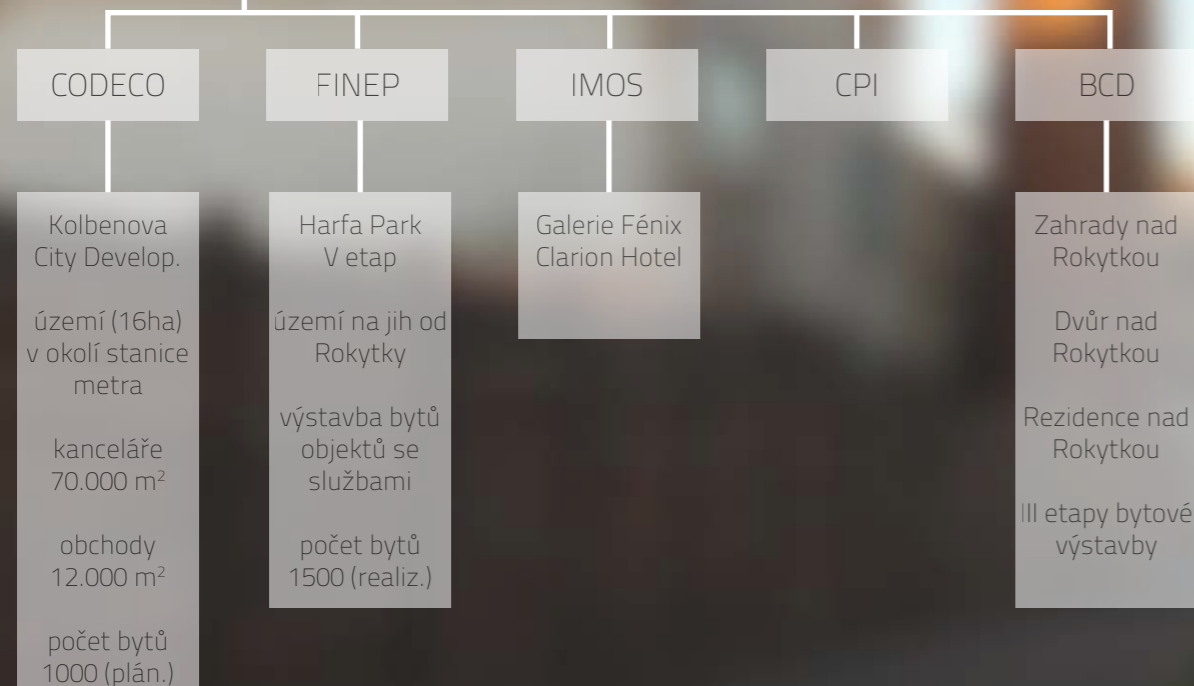 CODECO
FINEP
IMOS
CPI
BCD
Kolbenova
City Develop.
území (16ha)
v okolí stanice
metra
kanceláře
70.000 m²
obchody
12.000 m²
počet bytů
1000 (plán.)
Harfa Park
V etap
území na jih od
Rokytky
výstavba bytů
objektů se
službami
počet bytů
1500 (realiz.)
Galerie Fénix
Clarion Hotel
Zahrady nad
Rokytkou
Dvůr nad
Rokytkou
Rezidence nad
Rokytkou
III etapy bytové
výstavby